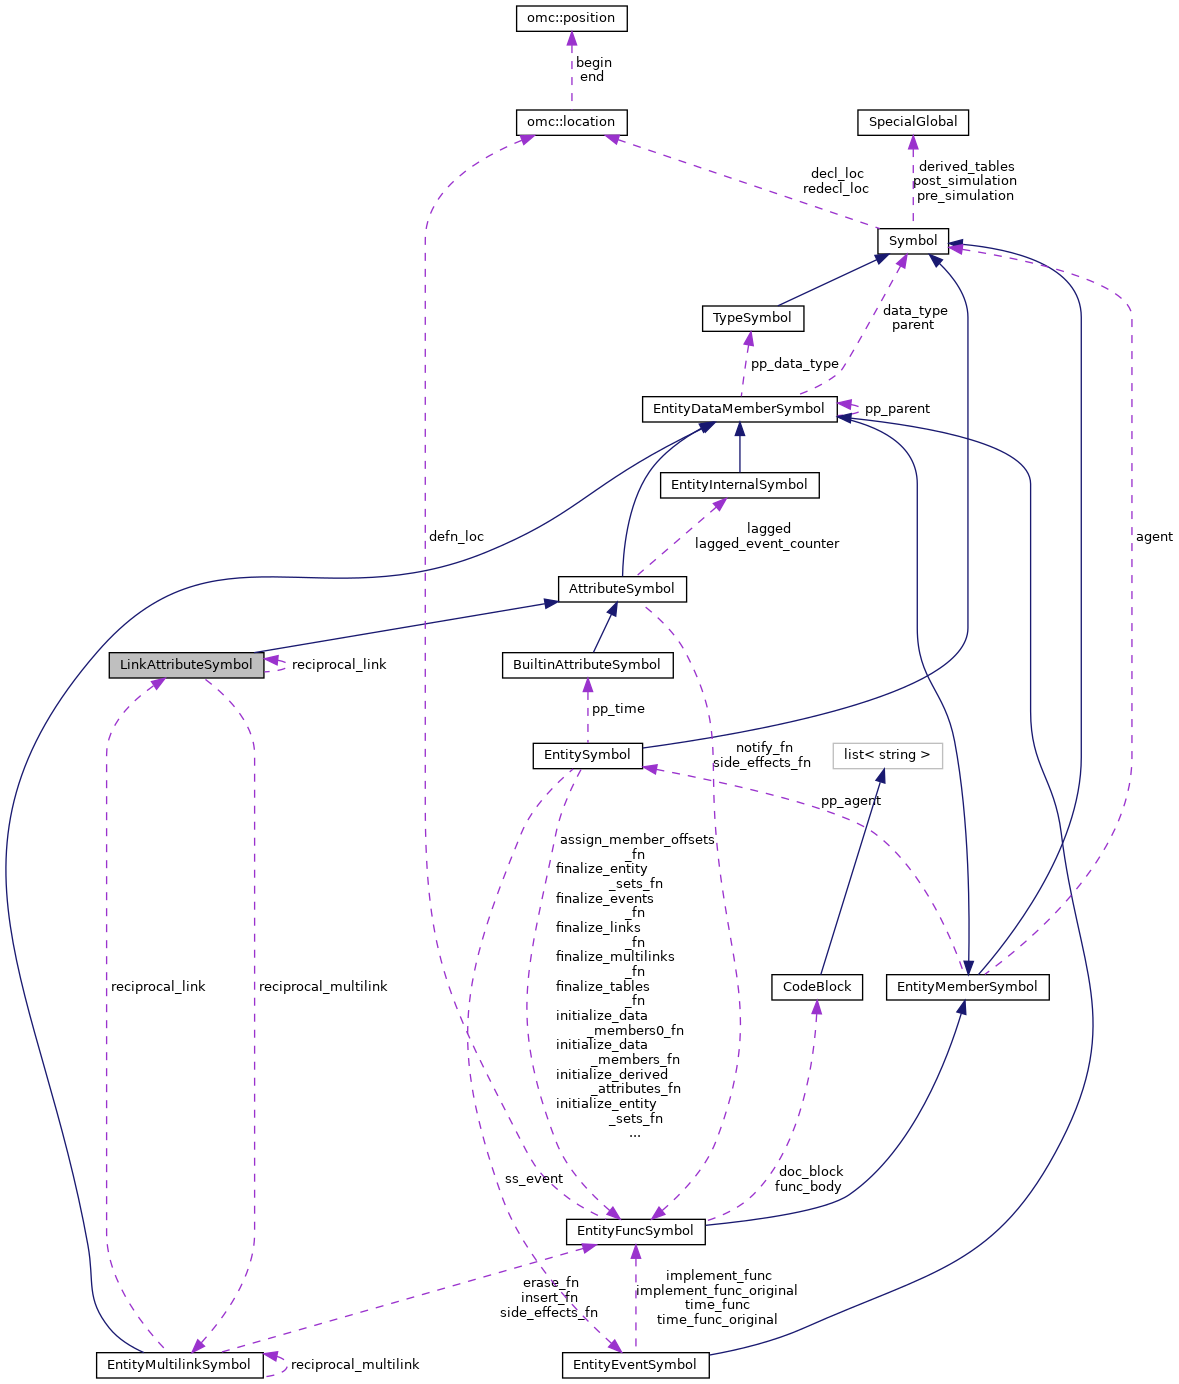 omc::position
begin
end
omc::location
SpecialGlobal
decl_loc
redecl_loc
derived_tables
post_simulation
pre_simulation
Symbol
TypeSymbol
data_type
parent
pp_data_type
EntityDataMemberSymbol
pp_parent
EntityInternalSymbol
defn_loc
lagged
lagged_event_counter
agent
AttributeSymbol
LinkAttributeSymbol
reciprocal_link
BuiltinAttributeSymbol
pp_time
EntitySymbol
notify_fn
side_effects_fn
list< string >
pp_agent
assign_member_offsets
_fn
finalize_entity
_sets_fn
finalize_events
_fn
finalize_links
_fn
finalize_multilinks
_fn
finalize_tables
_fn
initialize_data
_members0_fn
initialize_data
_members_fn
initialize_derived
_attributes_fn
initialize_entity
_sets_fn
...
reciprocal_link
reciprocal_multilink
CodeBlock
EntityMemberSymbol
ss_event
doc_block
func_body
EntityFuncSymbol
erase_fn
insert_fn
side_effects_fn
implement_func
implement_func_original
time_func
time_func_original
EntityMultilinkSymbol
reciprocal_multilink
EntityEventSymbol